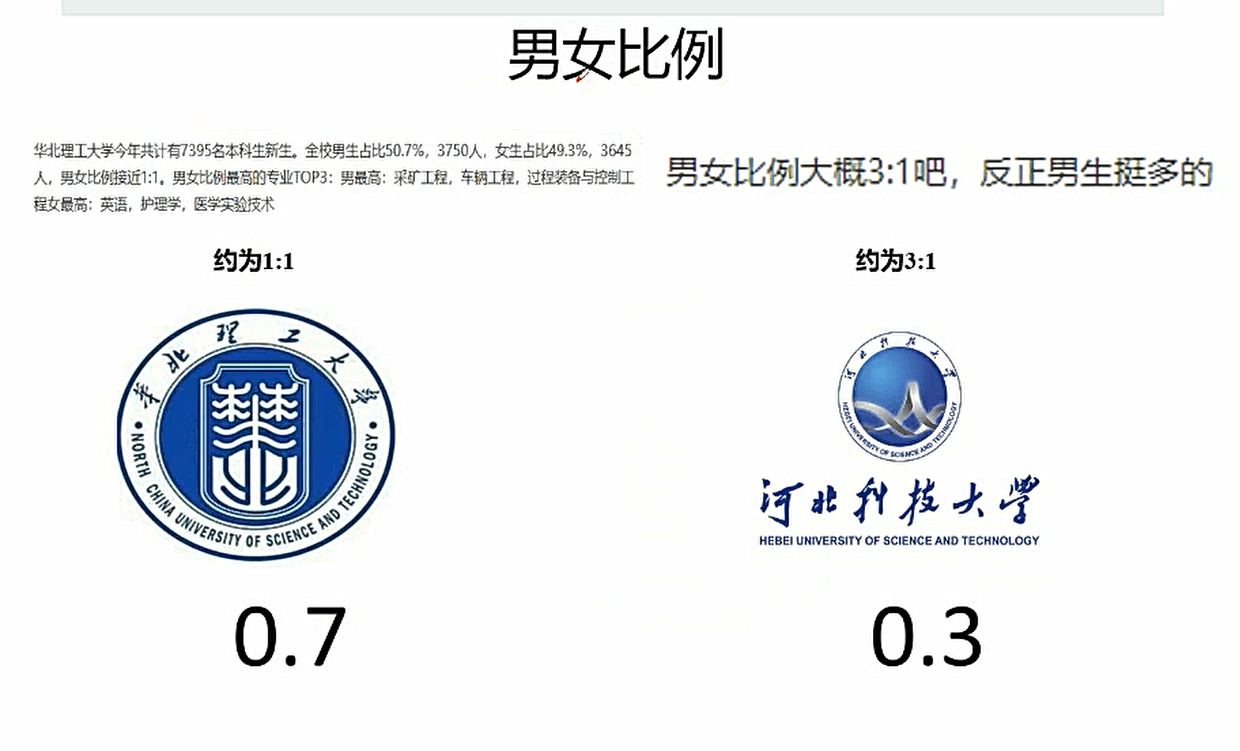 男女比例
华北理工大学今年共计有7395名本科生新生。全校男生占比50.7%，3750人，女生占比49.3%，3645
人，男女比例接近1:1。男女比例最高的专业TOP3：男最高：采矿工程，车辆工程，过程装备与控制工
程女最高：英语，护理学，医学实验技术
男女比例大概3:1吧，反正男生挺多的
约为1:1
约为3:1
华北理工大学
NORTH CHINA UNIVERSITY OF SCIENCE AND TECHNOLOGY
河北科技大学
HEBEI UNIVERSITY OF SCIENCE AND TECHNOLOGY
河北科技大學
HEBEI UNIVERSITY OF SCIENCE AND TECHNOLOGY
0.7
0.3